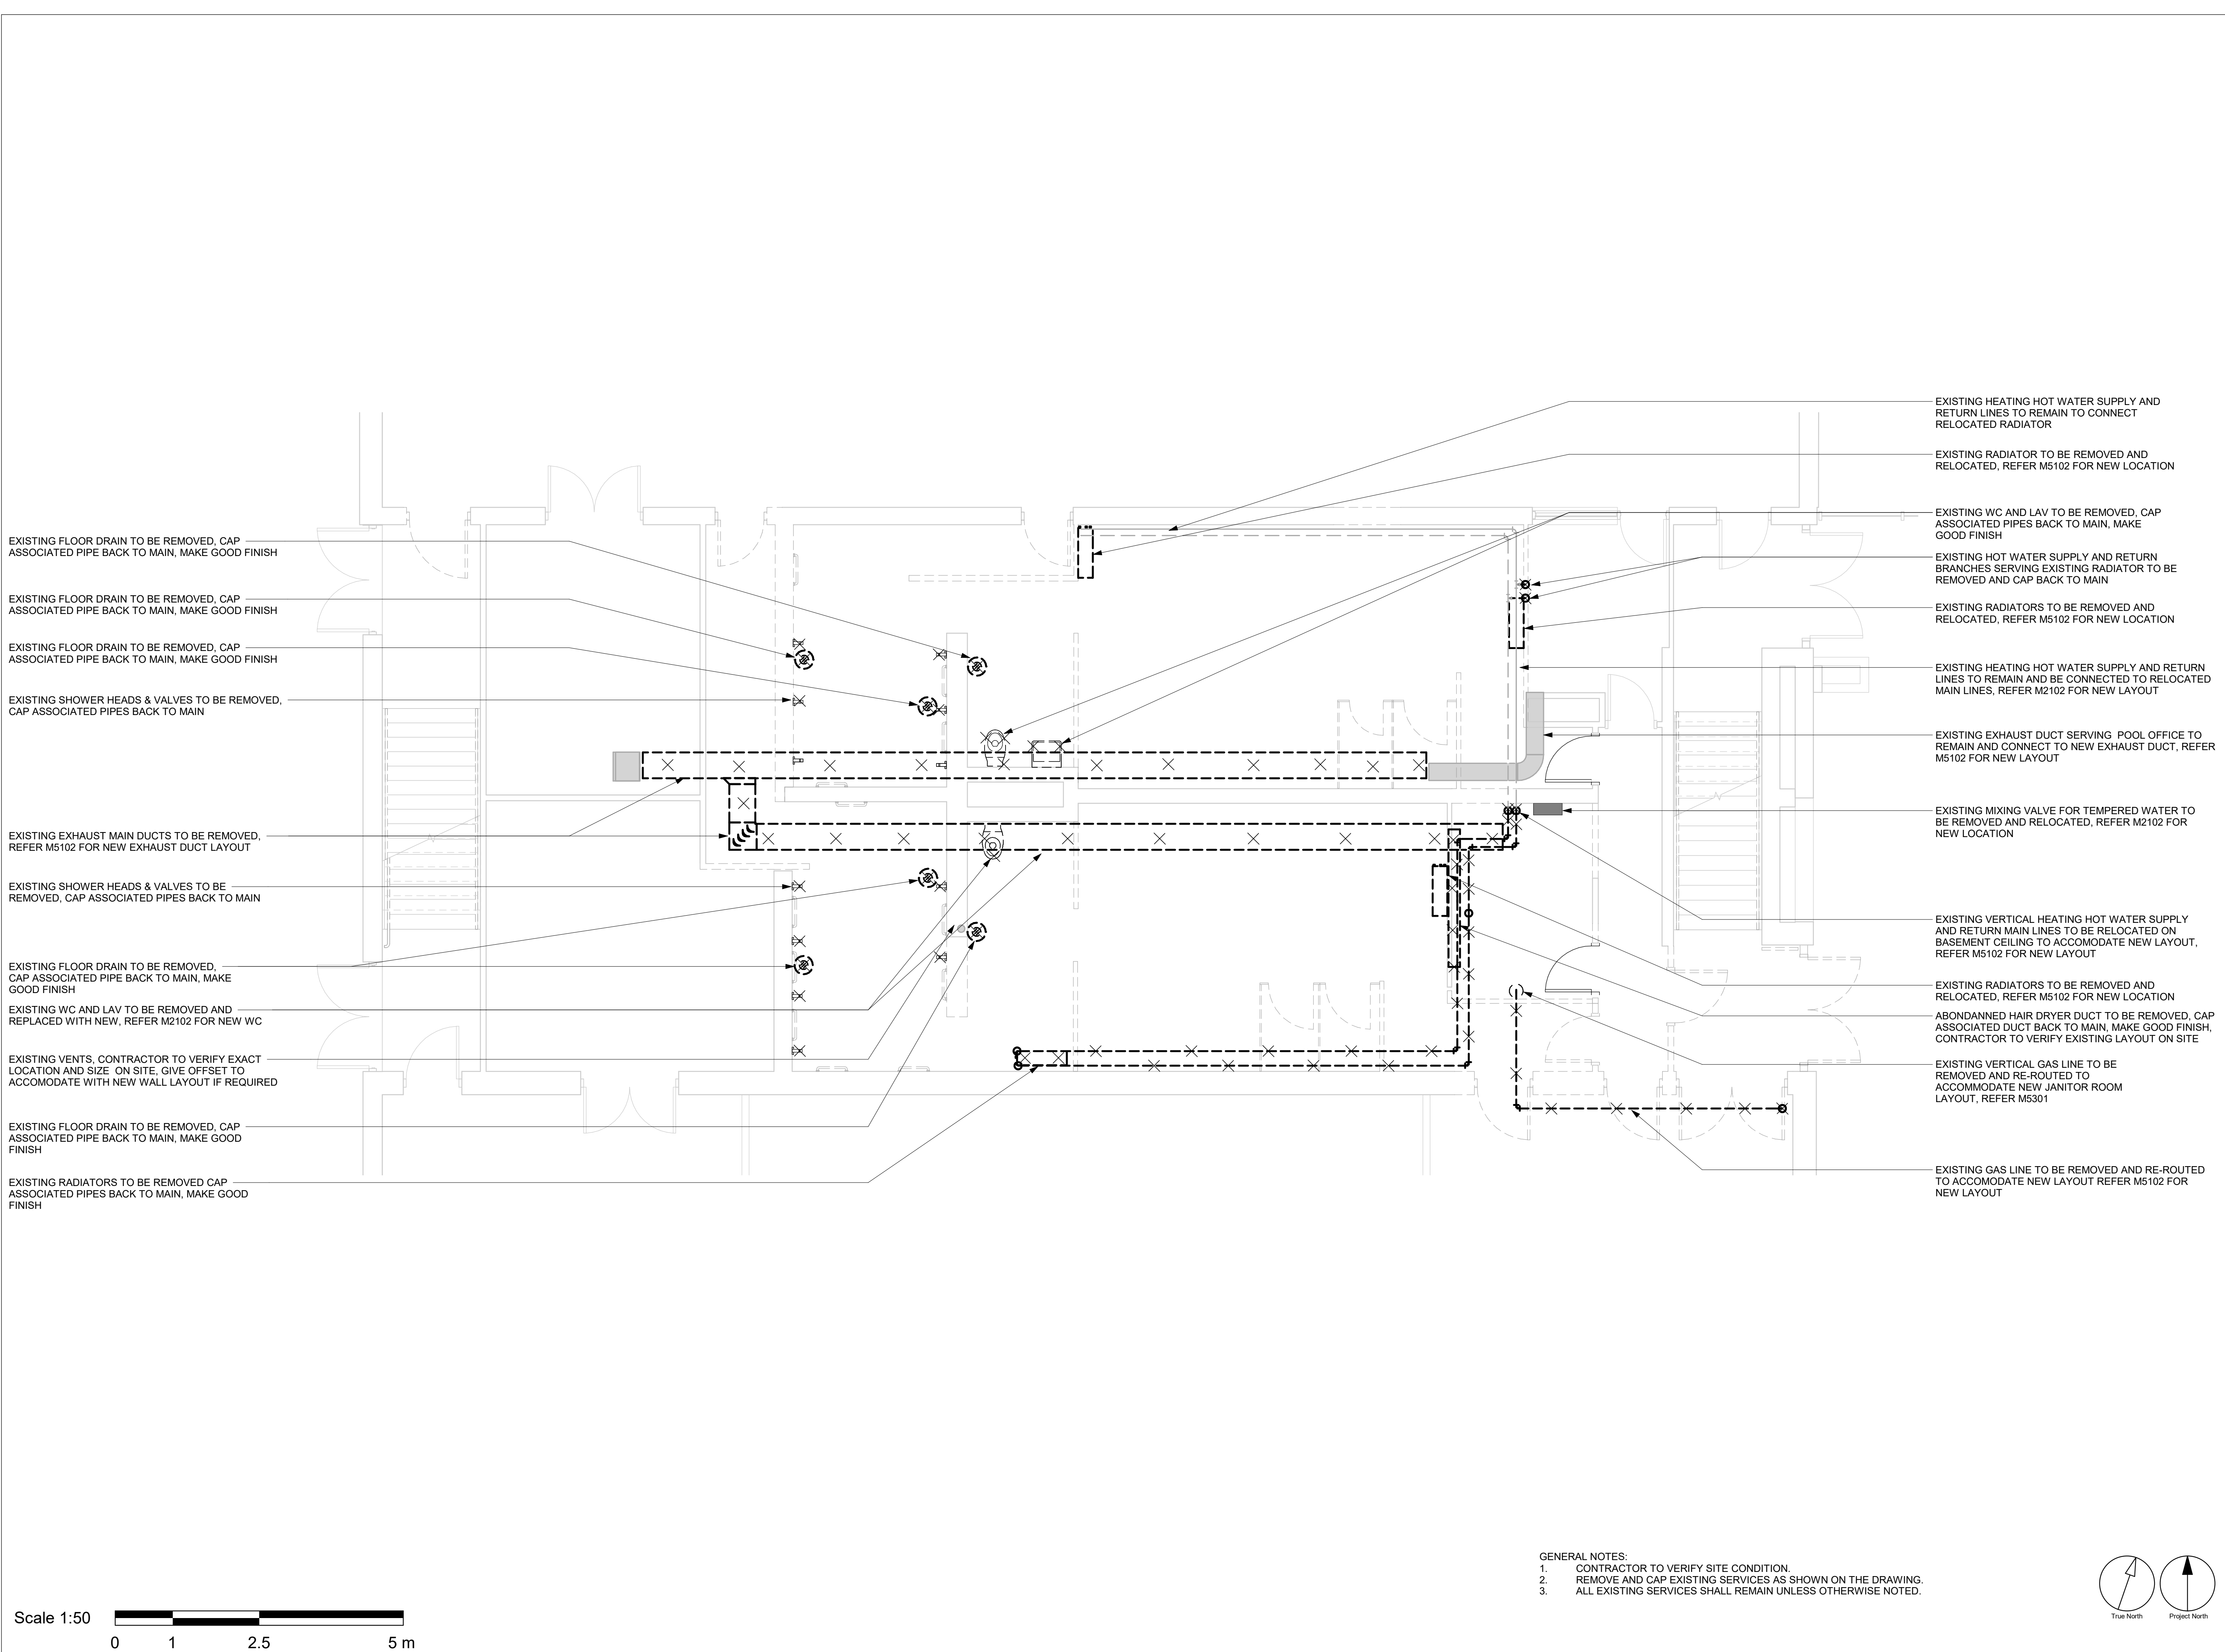 EXISTING FLOOR DRAIN TO BE REMOVED, CAP
ASSOCIATED PIPE BACK TO MAIN, MAKE GOOD FINISH
EXISTING FLOOR DRAIN TO BE REMOVED, CAP
ASSOCIATED PIPE BACK TO MAIN, MAKE GOOD FINISH
EXISTING FLOOR DRAIN TO BE REMOVED, CAP
ASSOCIATED PIPE BACK TO MAIN, MAKE GOOD FINISH
EXISTING SHOWER HEADS & VALVES TO BE REMOVED,
CAP ASSOCIATED PIPES BACK TO MAIN
EXISTING EXHAUST MAIN DUCTS TO BE REMOVED,
REFER M5102 FOR NEW EXHAUST DUCT LAYOUT
EXISTING SHOWER HEADS & VALVES TO BE
REMOVED, CAP ASSOCIATED PIPES BACK TO MAIN
EXISTING FLOOR DRAIN TO BE REMOVED,
CAP ASSOCIATED PIPE BACK TO MAIN, MAKE
GOOD FINISH
EXISTING WC AND LAV TO BE REMOVED AND
REPLACED WITH NEW, REFER M2102 FOR NEW WC
EXISTING VENTS, CONTRACTOR TO VERIFY EXACT
LOCATION AND SIZE ON SITE, GIVE OFFSET TO
ACCOMODATE WITH NEW WALL LAYOUT IF REQUIRED
EXISTING FLOOR DRAIN TO BE REMOVED, CAP
ASSOCIATED PIPE BACK TO MAIN, MAKE GOOD
FINISH
EXISTING RADIATORS TO BE REMOVED CAP
ASSOCIATED PIPES BACK TO MAIN, MAKE GOOD
FINISH
EXISTING HEATING HOT WATER SUPPLY AND
RETURN LINES TO REMAIN TO CONNECT
RELOCATED RADIATOR
EXISTING RADIATOR TO BE REMOVED AND
RELOCATED, REFER M5102 FOR NEW LOCATION
EXISTING WC AND LAV TO BE REMOVED, CAP
ASSOCIATED PIPES BACK TO MAIN, MAKE
GOOD FINISH
EXISTING HOT WATER SUPPLY AND RETURN
BRANCHES SERVING EXISTING RADIATOR TO BE
REMOVED AND CAP BACK TO MAIN
EXISTING RADIATORS TO BE REMOVED AND
RELOCATED, REFER M5102 FOR NEW LOCATION
EXISTING HEATING HOT WATER SUPPLY AND RETURN
LINES TO REMAIN AND BE CONNECTED TO RELOCATED
MAIN LINES, REFER M2102 FOR NEW LAYOUT
EXISTING EXHAUST DUCT SERVING POOL OFFICE TO
REMAIN AND CONNECT TO NEW EXHAUST DUCT, REFER
M5102 FOR NEW LAYOUT
EXISTING MIXING VALVE FOR TEMPERED WATER TO
BE REMOVED AND RELOCATED, REFER M2102 FOR
NEW LOCATION
EXISTING VERTICAL HEATING HOT WATER SUPPLY
AND RETURN MAIN LINES TO BE RELOCATED ON
BASEMENT CEILING TO ACCOMODATE NEW LAYOUT,
REFER M5102 FOR NEW LAYOUT
EXISTING RADIATORS TO BE REMOVED AND
RELOCATED, REFER M5102 FOR NEW LOCATION
ABONDANNED HAIR DRYER DUCT TO BE REMOVED, CAP
ASSOCIATED DUCT BACK TO MAIN, MAKE GOOD FINISH,
CONTRACTOR TO VERIFY EXISTING LAYOUT ON SITE
EXISTING VERTICAL GAS LINE TO BE
REMOVED AND RE-ROUTED TO
ACCOMMODATE NEW JANITOR ROOM
LAYOUT, REFER M5301
EXISTING GAS LINE TO BE REMOVED AND RE-ROUTED
TO ACCOMODATE NEW LAYOUT REFER M5102 FOR
NEW LAYOUT
GENERAL NOTES:
1. CONTRACTOR TO VERIFY SITE CONDITION.
2. REMOVE AND CAP EXISTING SERVICES AS SHOWN ON THE DRAWING.
3. ALL EXISTING SERVICES SHALL REMAIN UNLESS OTHERWISE NOTED.
True North
Project North
Scale 1:50
0 1 2.5 5 m